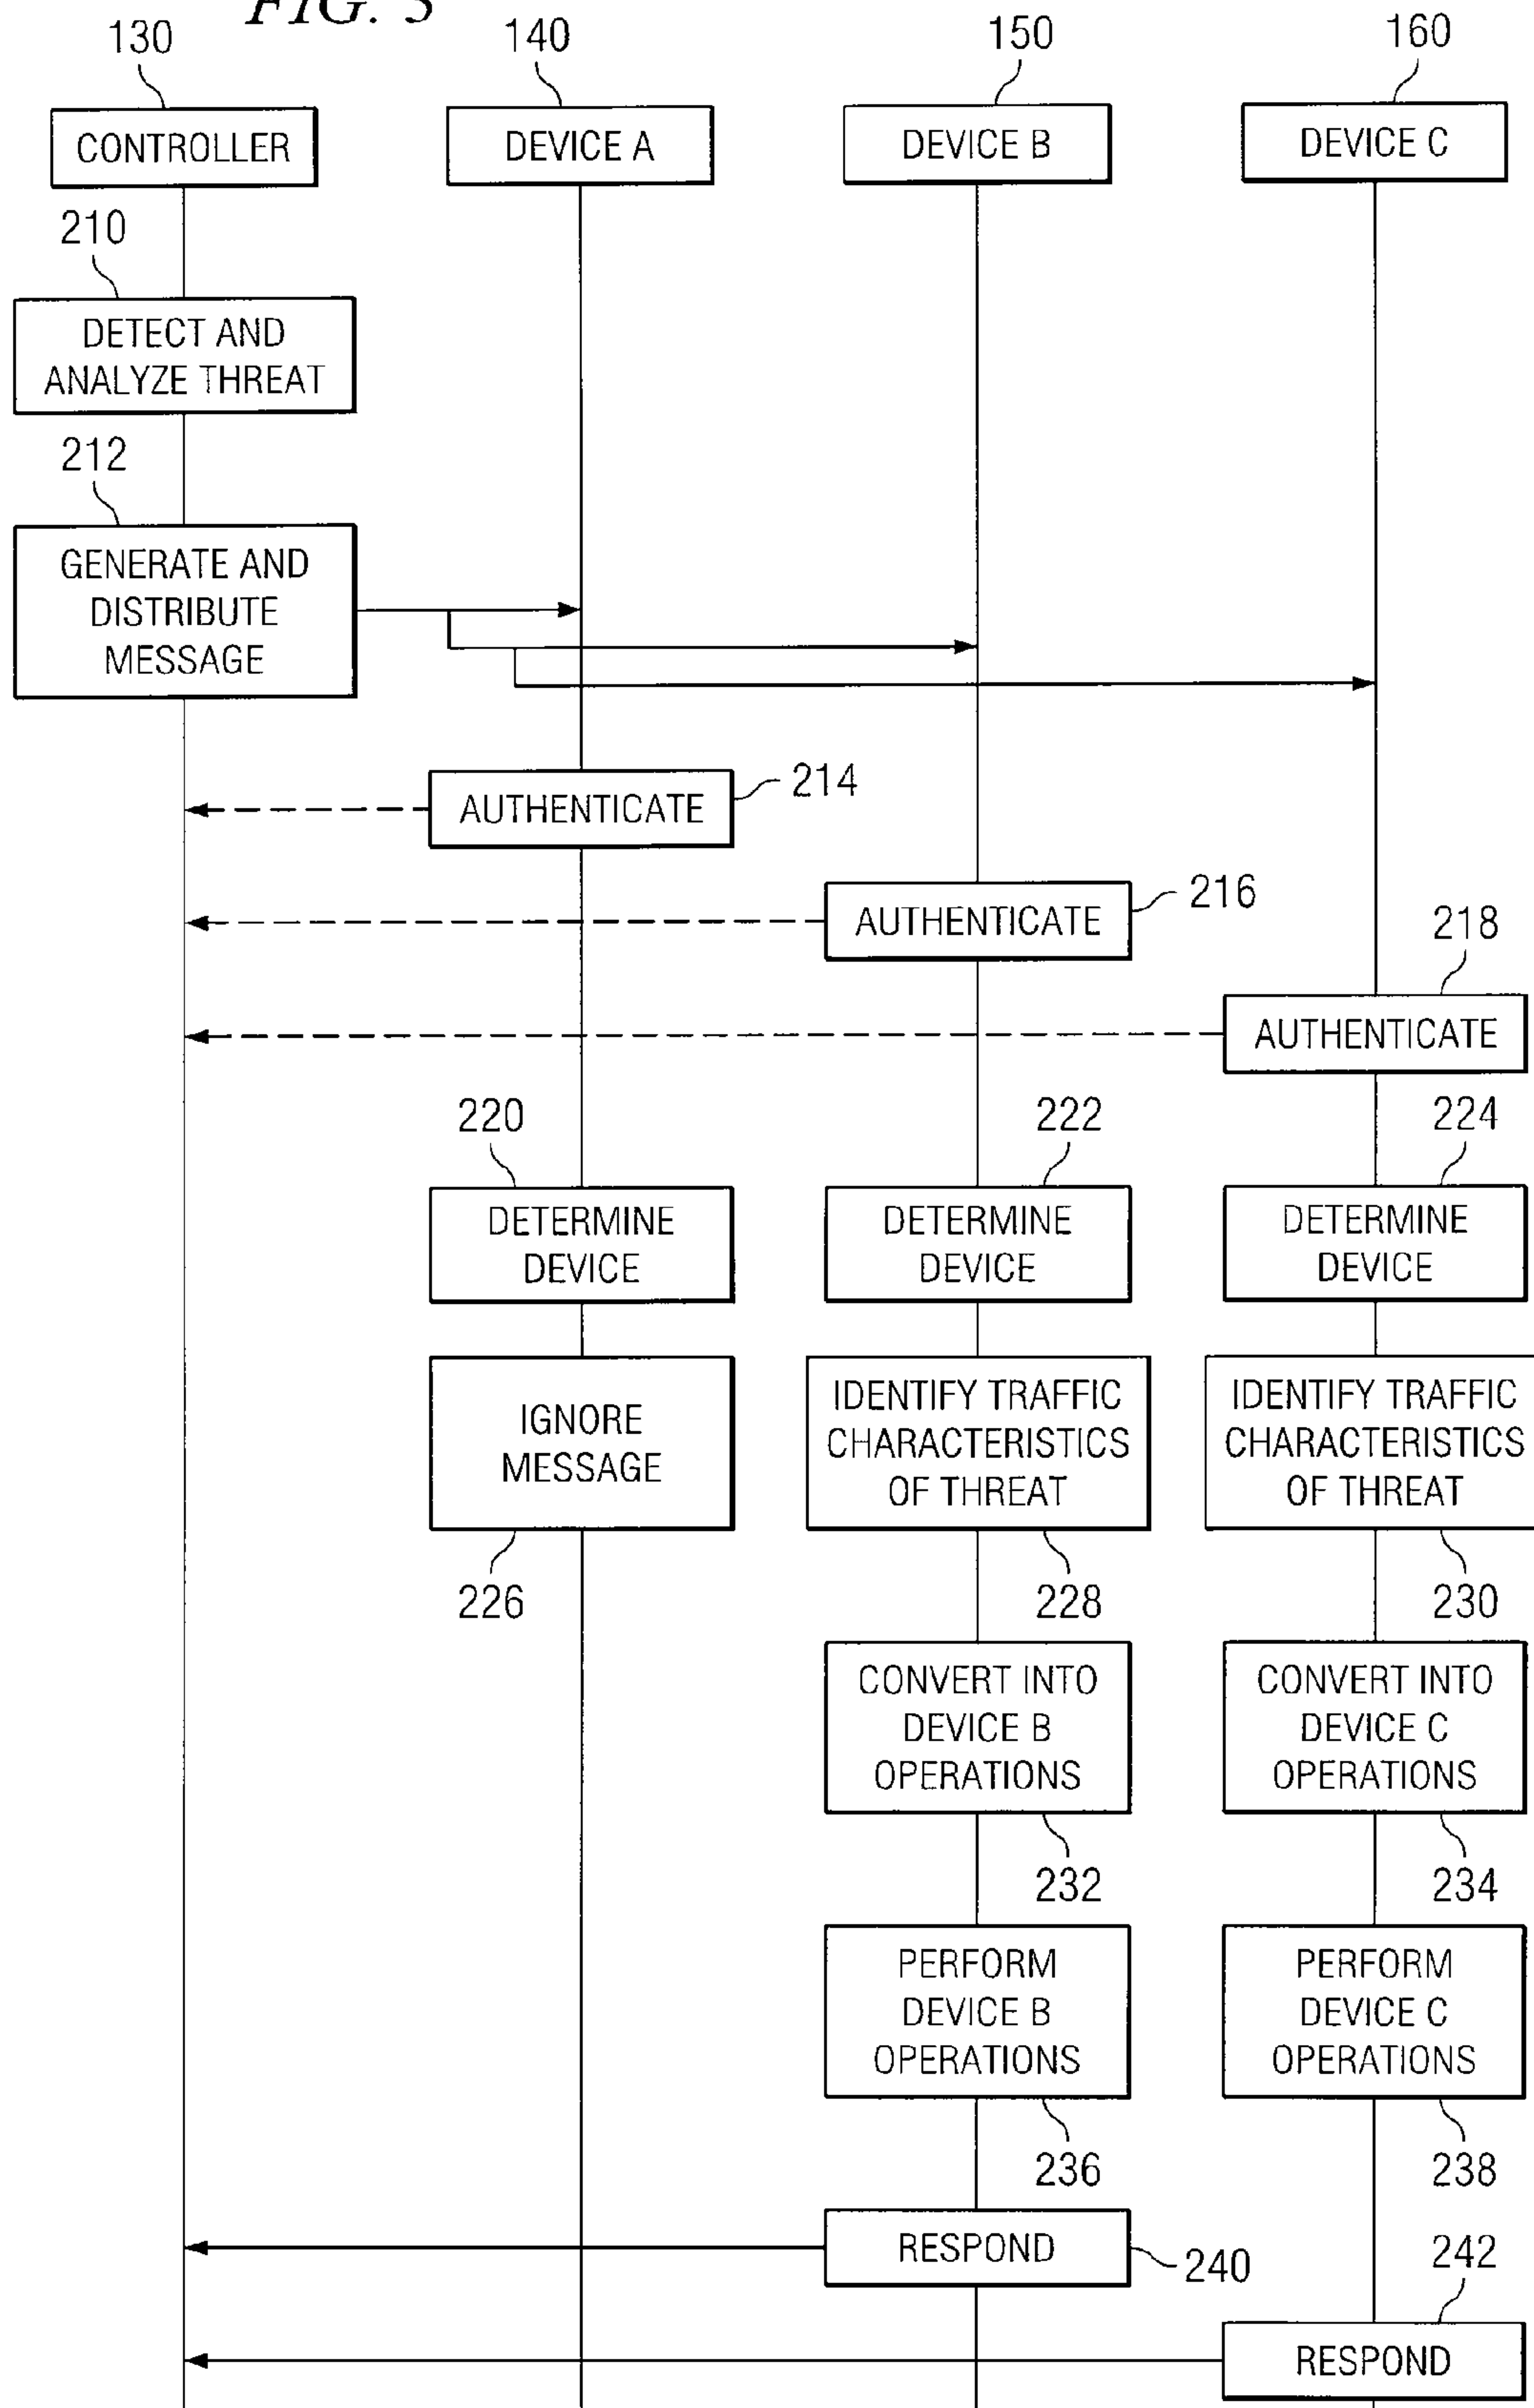 FIG. 3
130
140
150
160
CONTROLLER
DEVICE A
DEVICE B
DEVICE C
210
DETECT AND
ANALYZE THREAT
212
GENERATE AND
DISTRIBUTE
MESSAGE
AUTHENTICATE
214
AUTHENTICATE
216
218
AUTHENTICATE
220
222
224
DETERMINE
DEVICE
DETERMINE
DEVICE
DETERMINE
DEVICE
IGNORE
MESSAGE
IDENTIFY TRAFFIC
CHARACTERISTICS
OF THREAT
IDENTIFY TRAFFIC
CHARACTERISTICS
OF THREAT
226
228
230
CONVERT INTO
DEVICE B
OPERATIONS
CONVERT INTO
DEVICE C
OPERATIONS
232
234
PERFORM
DEVICE B
OPERATIONS
PERFORM
DEVICE C
OPERATIONS
236
238
RESPOND
240
242
RESPOND